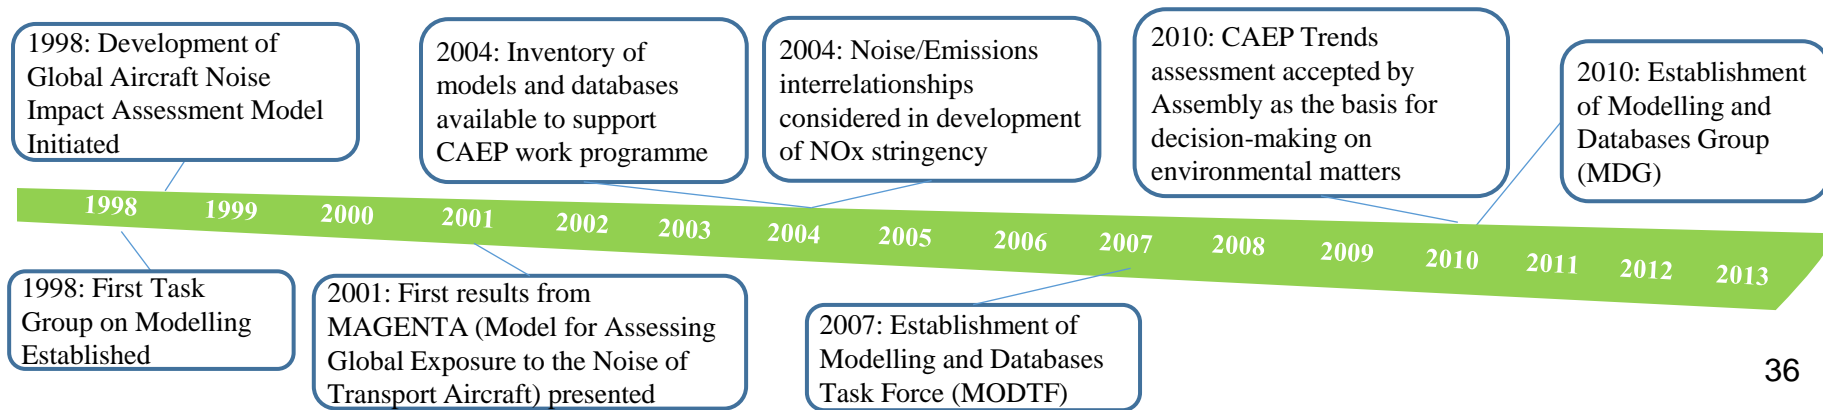 1998: Development of
Global Aircraft Noise
Impact Assessment Model
Initiated
2004: Inventory of
models and databases
available to support
CAEP work programme
2004: Noise/Emissions
interrelationships
considered in development
of NOx stringency
2010: CAEP Trends
assessment accepted by
Assembly as the basis for
decision-making on
environmental matters
2010: Establishment
of Modelling and
Databases Group
(MDG)
1998 1999 2000 2001 2002 2003 2004 2005 2006 2007 2008 2009 2010 2011 2012 2013
1998: First Task
Group on Modelling
Established
2001: First results from
MAGENTA (Model for Assessing
Global Exposure to the Noise of
Transport Aircraft) presented
2007: Establishment of
Modelling and Databases
Task Force (MODTF)
36